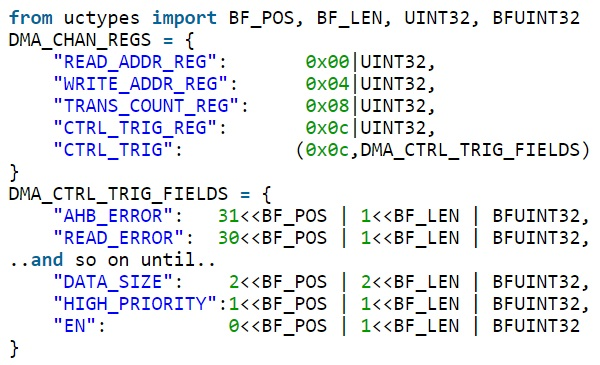 from uctypes import BF_POS, BF_LEN, UINT32, BFUINT32
DMA_CHAN_REGS = {
    "READ_ADDR_REG":       0x00|UINT32,
    "WRITE_ADDR_REG":      0x04|UINT32,
    "TRANS_COUNT_REG":     0x08|UINT32,
    "CTRL_TRIG_REG":       0x0c|UINT32,
    "CTRL_TRIG":          (0x0c,DMA_CTRL_TRIG_FIELDS)
}
DMA_CTRL_TRIG_FIELDS = {
    "AHB_ERROR":   31<<BF_POS | 1<<BF_LEN | BFUINT32,
    "READ_ERROR": 30<<BF_POS | 1<<BF_LEN | BFUINT32,
..and so on until..
    "DATA_SIZE":    2<<BF_POS | 2<<BF_LEN | BFUINT32,
    "HIGH_PRIORITY":1<<BF_POS | 1<<BF_LEN | BFUINT32,
    "EN":           0<<BF_POS | 1<<BF_LEN | BFUINT32
}